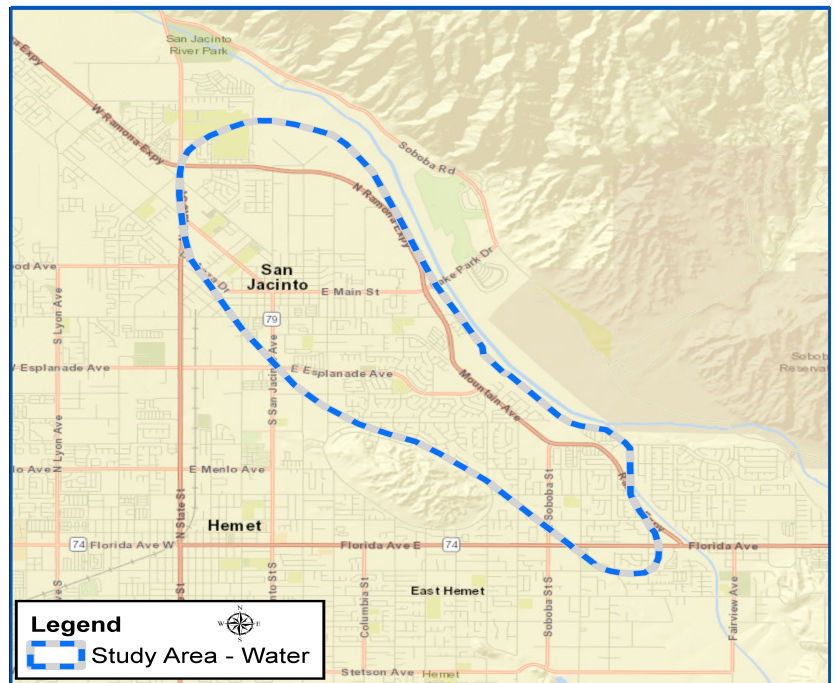 San Jacinto
River Park
W Ramona Expy
Soboba Rd
N Ramona Expy
Lake Park Dr
San
Jacinto
E Main St
79
S Lyon Ave
W Esplanade Ave
E Esplanade Ave
S San Jacinto Ave
Mountain Ave
N Lyon Ave
E Menlo Ave
N State St
Soboba St
Hemet
74
Florida Ave W
Florida Ave E
74
Florida Ave
East Hemet
Columbia St
Soboba St S
Fairview Ave
Stetson Ave
Hemet
Legend
N
W
E
S
Study Area - Water